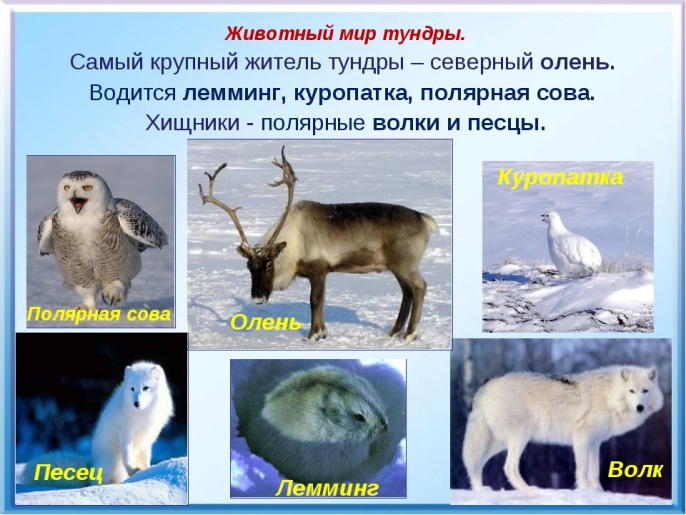 Животный мир тундры.
Самый крупный житель тундры – северный олень.
Водится лемминг, куропатка, полярная сова.
Хищники - полярные волки и песцы.
Куропатка
Полярная сова
Олень
Песец
Лемминг
Волк